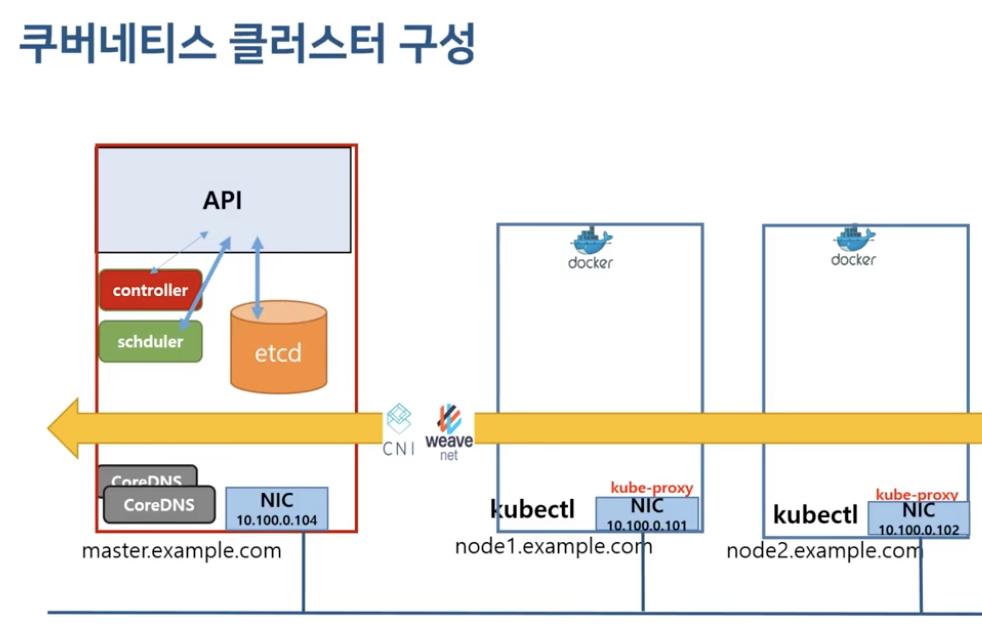 쿠버네티스 클러스터 구성
API
controller
schduler
etcd
CNI
weave
net
CoreDNS
CoreDNS
NIC
10.100.0.104
master.example.com
docker
kubectl
kube-proxy
NIC
10.100.0.101
node1.example.com
docker
kubectl
kube-proxy
NIC
10.100.0.102
node2.example.com